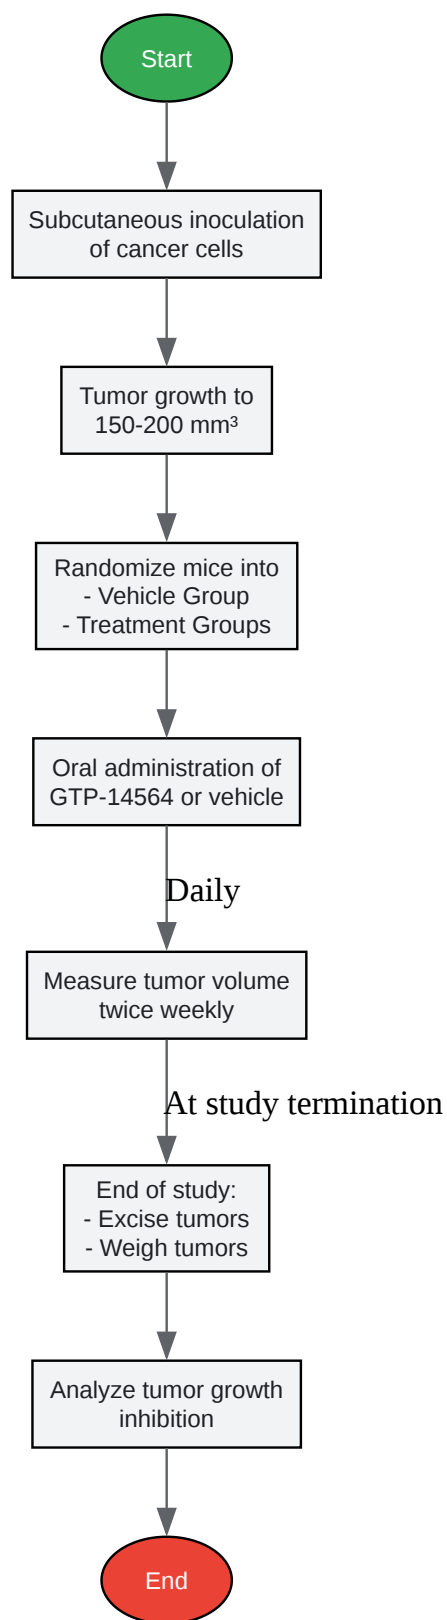 Start
Subcutaneous inoculation
of cancer cells
Tumor growth to
150-200 mm³
Randomize mice into
- Vehicle Group
- Treatment Groups
Oral administration of
GTP-14564 or vehicle
Daily
Measure tumor volume
twice weekly
At study termination
End of study:
- Excise tumors
- Weigh tumors
Analyze tumor growth
inhibition
End